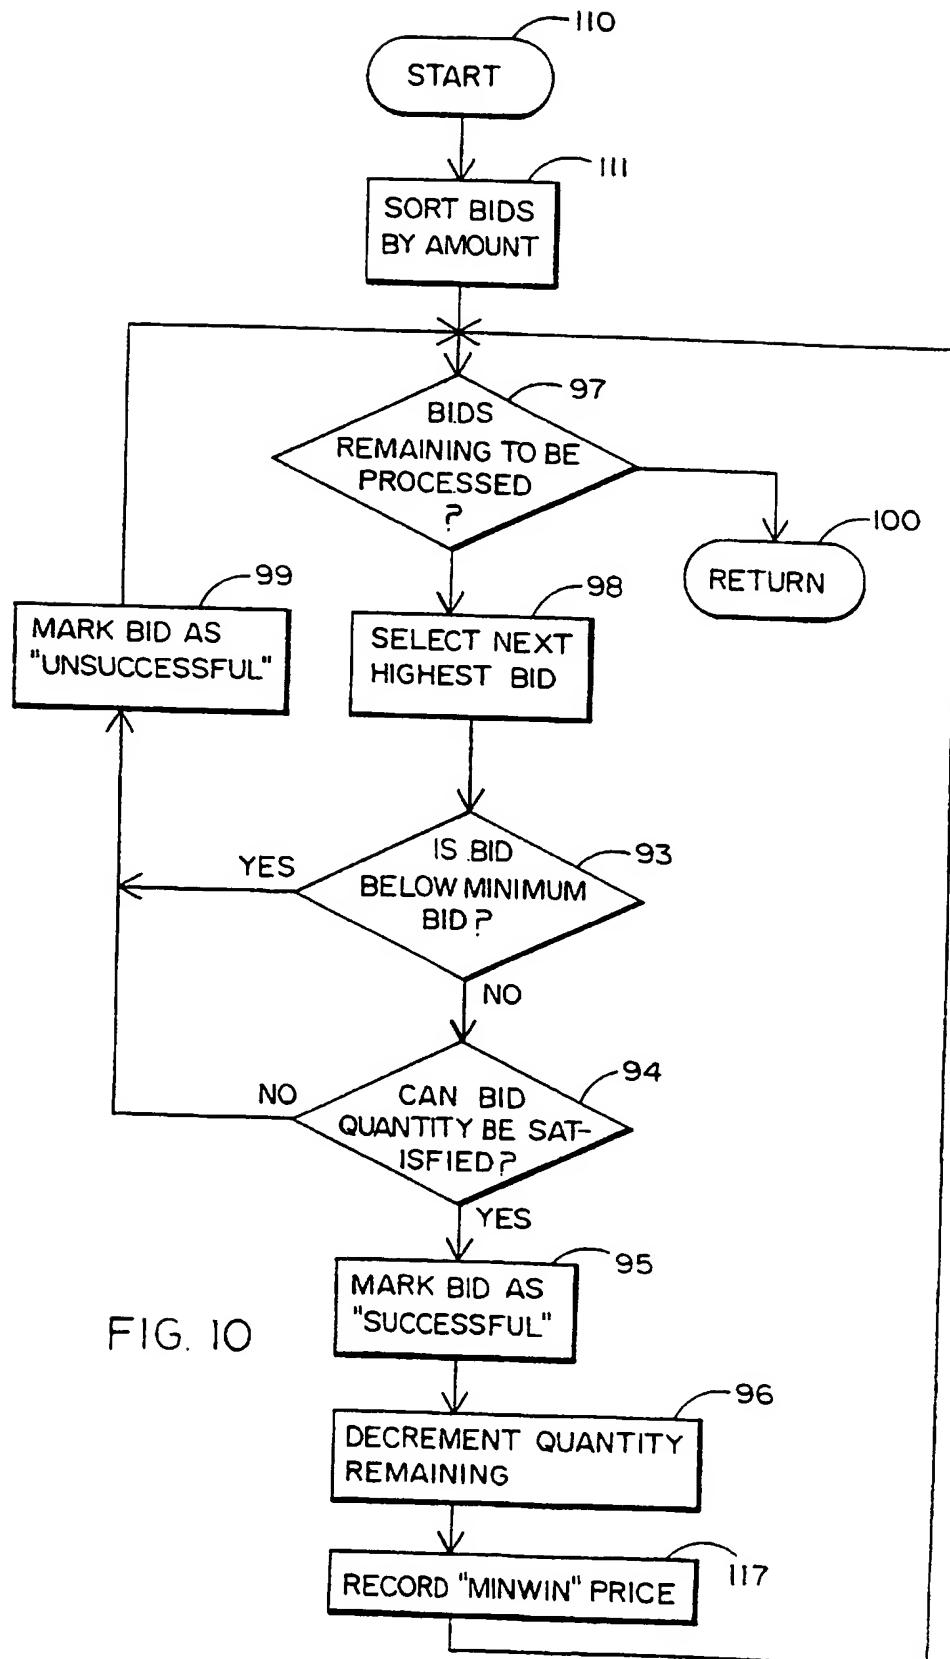 110
START
111
SORT BIDS
BY AMOUNT
97
BIDS
REMAINING TO BE
PROCESSED
?
100
RETURN
99
MARK BID AS
"UNSUCCESSFUL"
98
SELECT NEXT
HIGHEST BID
93
YES
IS BID
BELOW MINIMUM
BID?
NO
94
NO
CAN BID
QUANTITY BE SAT-
ISFIED?
YES
95
MARK BID AS
"SUCCESSFUL"
FIG. 10
96
DECREMENT QUANTITY
REMAINING
117
RECORD "MINWIN" PRICE